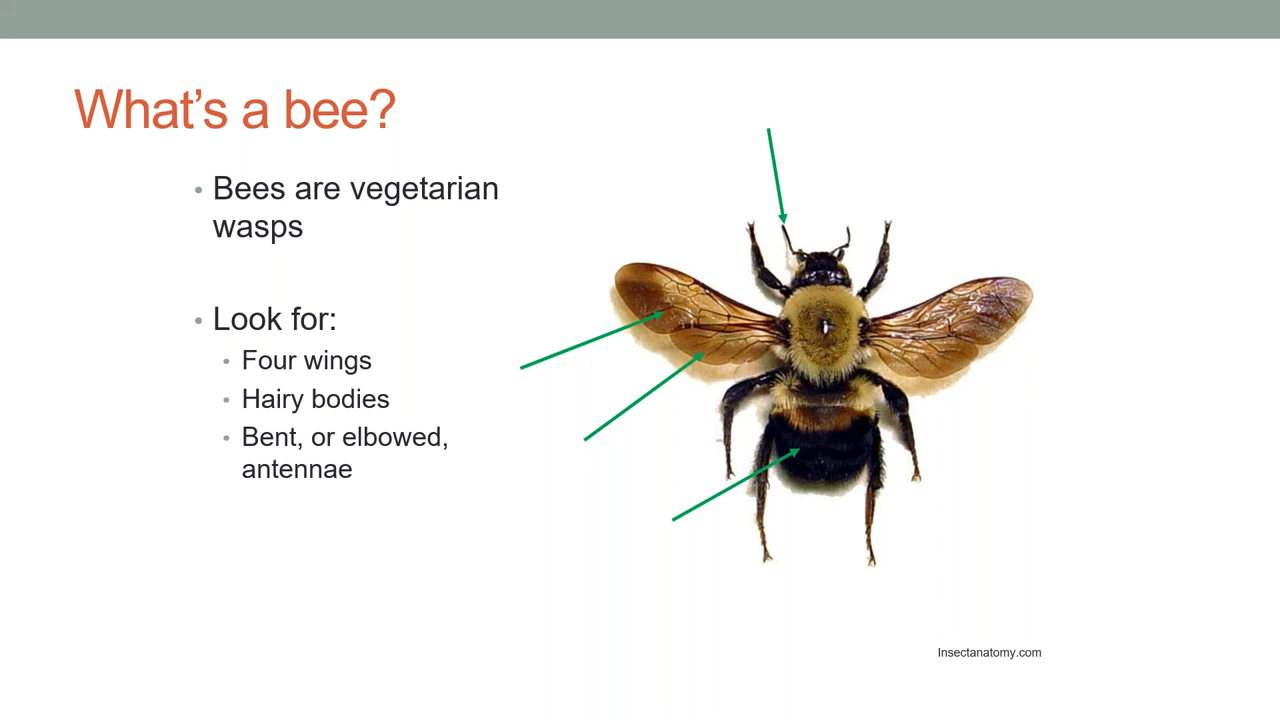 What’s a bee?
• Bees are vegetarian
wasps
• Look for:
• Four wings
• Hairy bodies
• Bent, or elbowed,
antennae
Insectanatomy.com